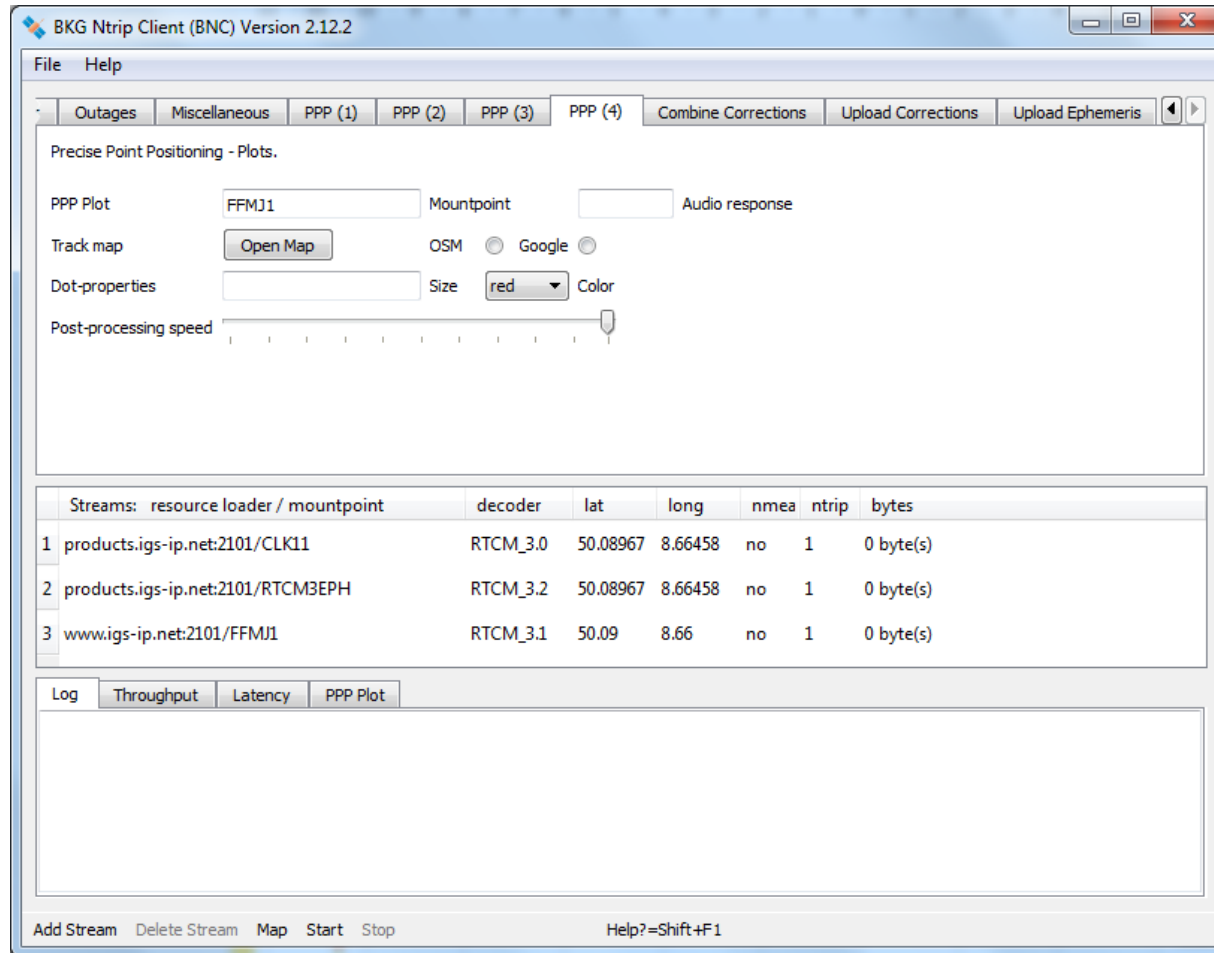 BKG Ntrip Client (BNC) Version 2.12.2
File Help
Outages Miscellaneous PPP (1) PPP (2) PPP (3) PPP (4) Combine Corrections Upload Corrections Upload Ephemeris
Precise Point Positioning - Plots.
PPP Plot FFMJ1 Mountpoint Audio response
Track map Open Map OSM Google
Dot-properties Size red Color
Post-processing speed
Streams: resource loader / mountpoint decoder lat long nmea ntrip bytes
1 products.igs-ip.net:2101/CLK11 RTCM_3.0 50.08967 8.66458 no 1 0 byte(s)
2 products.igs-ip.net:2101/RTCM3EPH RTCM_3.2 50.08967 8.66458 no 1 0 byte(s)
3 www.igs-ip.net:2101/FFMJ1 RTCM_3.1 50.09 8.66 no 1 0 byte(s)
Log Throughput Latency PPP Plot
Add Stream Delete Stream Map Start Stop Help?=Shift+F1